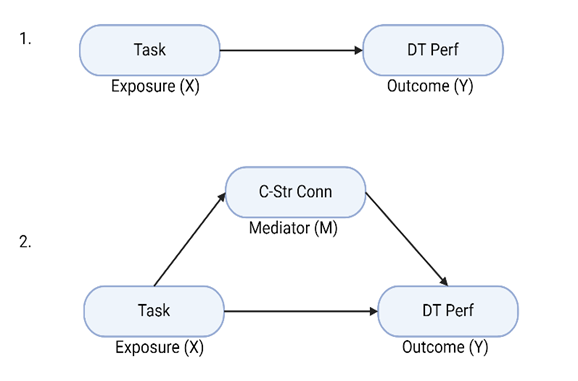 1.
Task
DT Perf
Exposure (X)
Outcome (Y)
C-Str Conn
Mediator (M)
2.
Task
DT Perf
Exposure (X)
Outcome (Y)